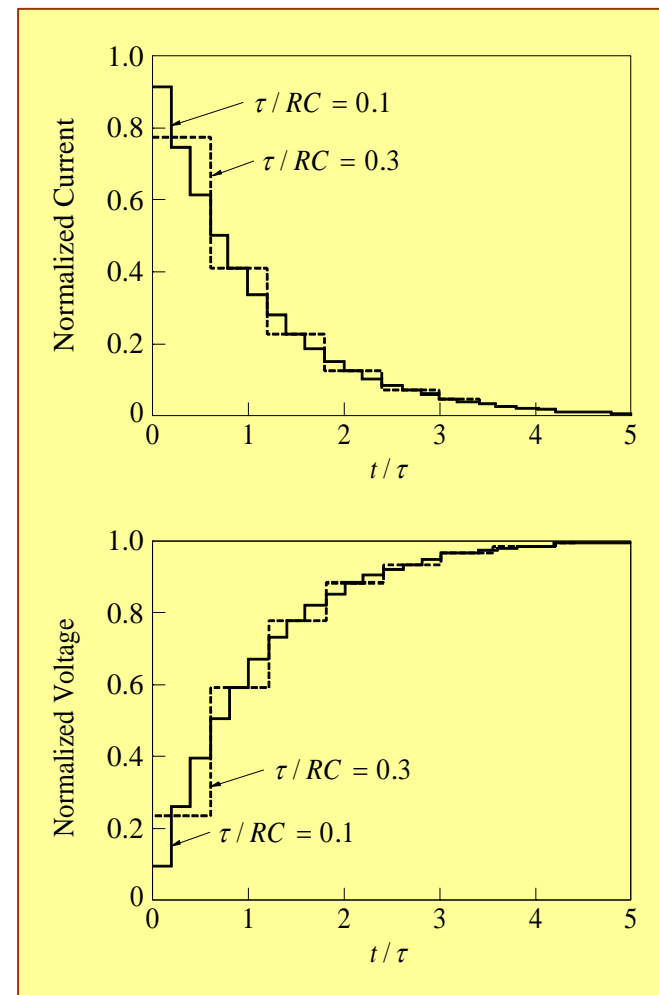 1.0
0.8
0.6
0.4
0.2
0
Normalized Current
τ / RC = 0.1
τ / RC = 0.3
0 1 2 3 4 5
t / τ
1.0
0.8
0.6
0.4
0.2
0
Normalized Voltage
τ / RC = 0.3
τ / RC = 0.1
0 1 2 3 4 5
t / τ